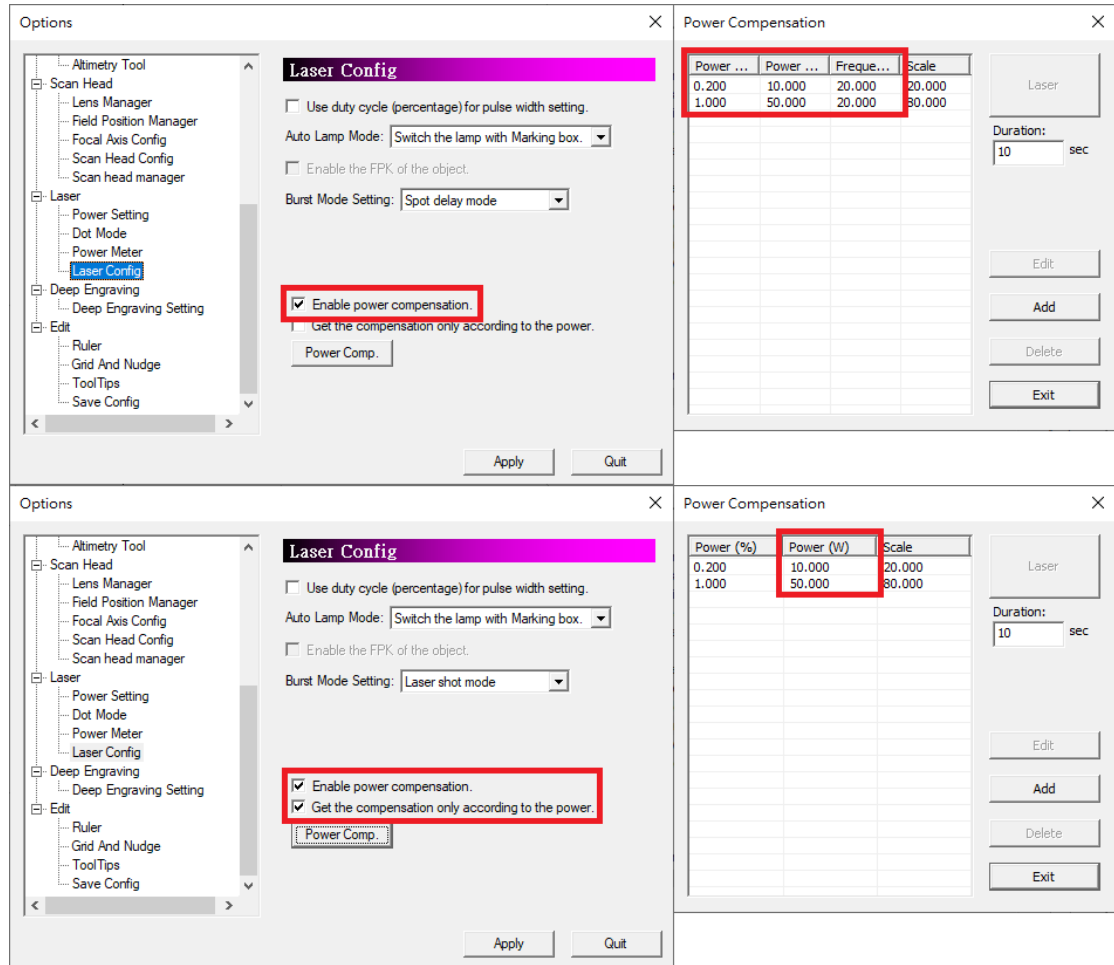 Options
Altimetry Tool
Scan Head
Lens Manager
Field Position Manager
Focal Axis Config
Scan Head Config
Scan head manager
Laser
Power Setting
Dot Mode
Power Meter
Laser Config
Deep Engraving
Deep Engraving Setting
Edit
Ruler
Grid And Nudge
ToolTips
Save Config
Laser Config
Use duty cycle (percentage) for pulse width setting.
Auto Lamp Mode: Switch the lamp with Marking box.
Enable the FPK of the object.
Burst Mode Setting: Spot delay mode
Enable power compensation.
Get the compensation only according to the power.
Power Comp.
Apply Quit
Power Compensation
Power ... Power ... Freque... Scale
0.200 10.000 20.000 20.000
1.000 50.000 20.000 80.000
Laser
Duration:
10 sec
Edit
Add
Delete
Exit
Options
Altimetry Tool
Scan Head
Lens Manager
Field Position Manager
Focal Axis Config
Scan Head Config
Scan head manager
Laser
Power Setting
Dot Mode
Power Meter
Laser Config
Deep Engraving
Deep Engraving Setting
Edit
Ruler
Grid And Nudge
ToolTips
Save Config
Laser Config
Use duty cycle (percentage) for pulse width setting.
Auto Lamp Mode: Switch the lamp with Marking box.
Enable the FPK of the object.
Burst Mode Setting: Laser shot mode
Enable power compensation.
Get the compensation only according to the power.
Power Comp.
Apply Quit
Power Compensation
Power (%) Power (W) Scale
0.200 10.000 20.000
1.000 50.000 80.000
Laser
Duration:
10 sec
Edit
Add
Delete
Exit